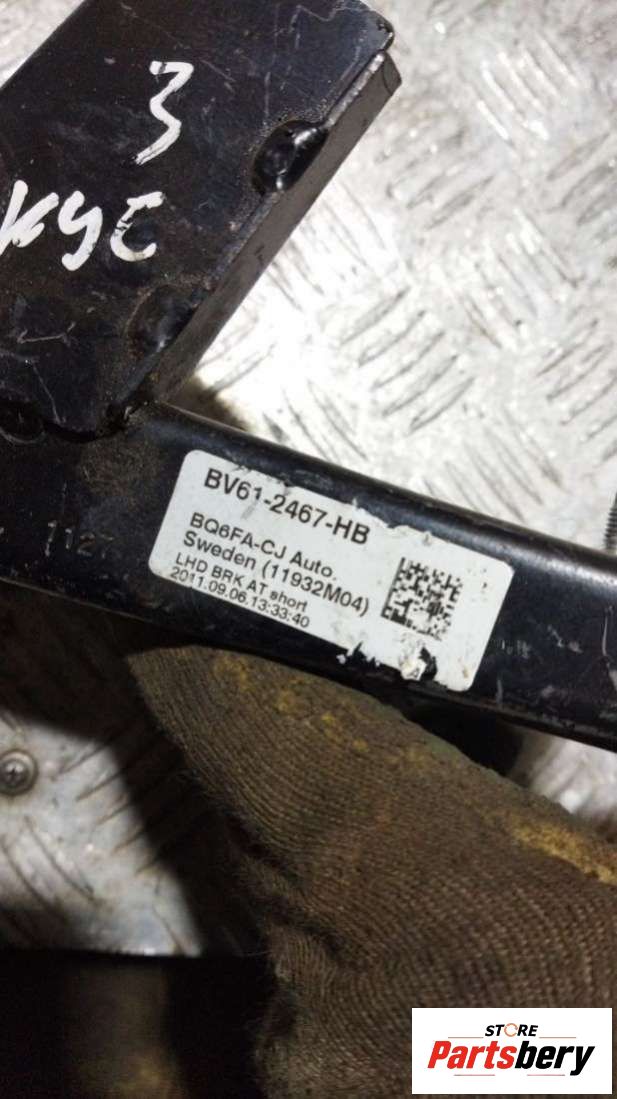 3
кус
1127
BV61-2467-HB
BQ6FA-CJ Auto.
Sweden (11932M04)
LHD BRK AT short
2011.09.06.13:33:40
STORE
Partsbery